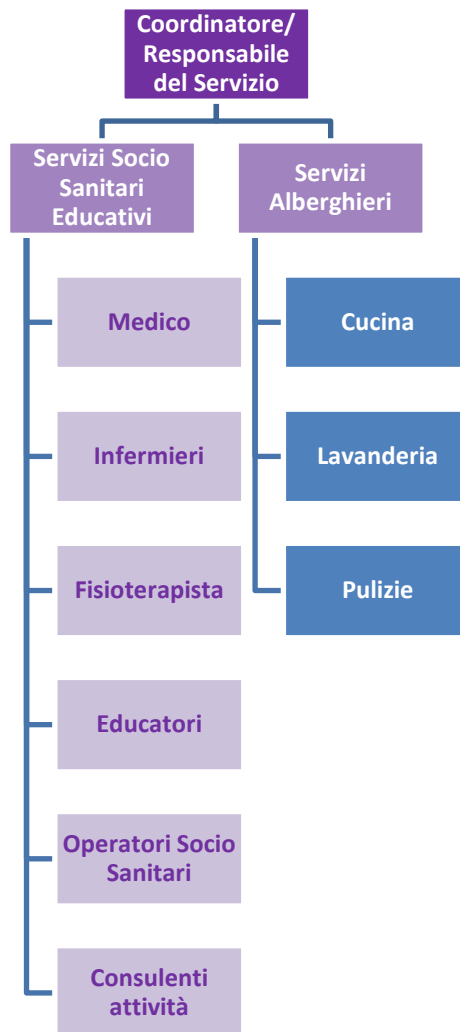 Coordinatore/
Responsabile
del Servizio
Servizi Socio
Sanitari
Educativi
Servizi
Alberghieri
Medico
Cucina
Infermieri
Lavanderia
Fisioterapista
Pulizie
Educatori
Operatori Socio
Sanitari
Consulenti
attività